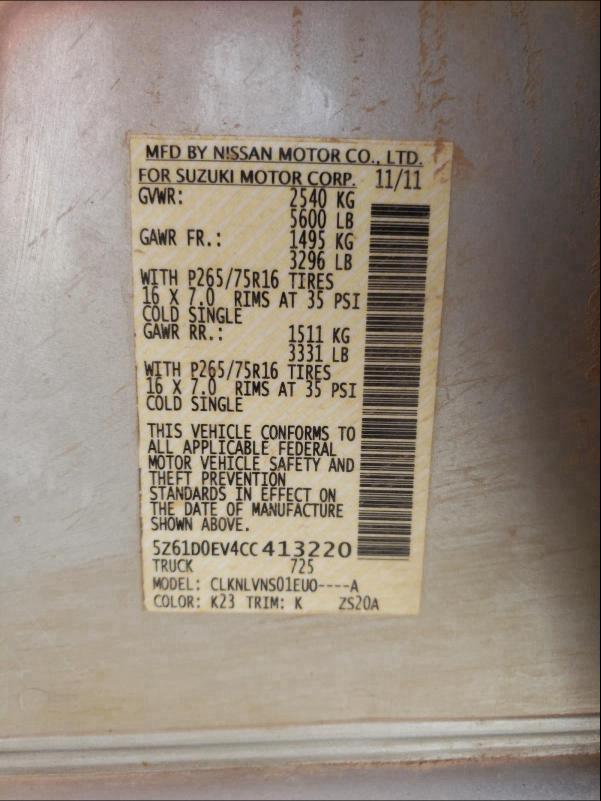 MFD BY NISSAN MOTOR CO., LTD.
FOR SUZUKI MOTOR CORP. 11/11
GVWR: 2540 KG
5600 LB
GAWR FR.: 1495 KG
3296 LB
WITH P265/75R16 TIRES
16 X 7.0 RIMS AT 35 PSI
COLD SINGLE
GAWR RR.: 1511 KG
3331 LB
WITH P265/75R16 TIRES
16 X 7.0 RIMS AT 35 PSI
COLD SINGLE
THIS VEHICLE CONFORMS TO
ALL APPLICABLE FEDERAL
MOTOR VEHICLE SAFETY AND
THEFT PREVENTION
STANDARDS IN EFFECT ON
THE DATE OF MANUFACTURE
SHOWN ABOVE.
5Z61D0EV4CC413220
TRUCK 725
MODEL: CLKNLVNS01EUO----A
COLOR: K23 TRIM: K ZS20A